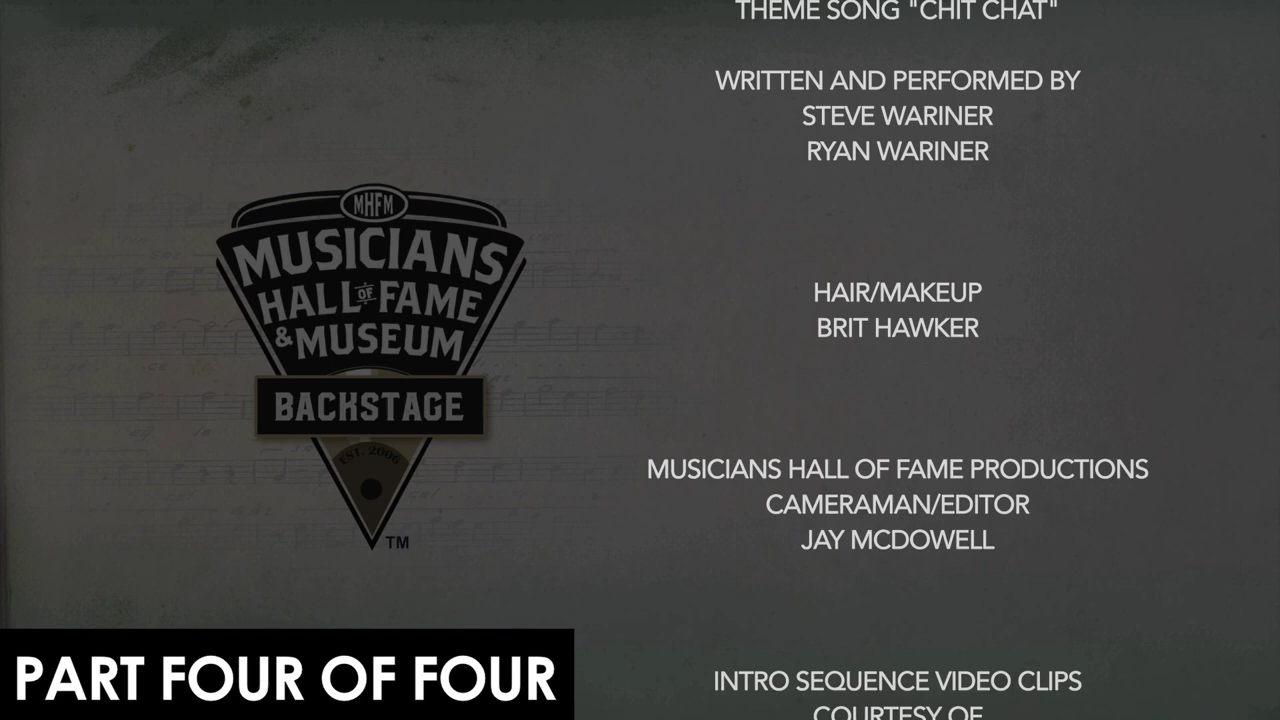 THEME SONG "CHIT CHAT"
WRITTEN AND PERFORMED BY
STEVE WARINER
RYAN WARINER
HAIR/MAKEUP
BRIT HAWKER
MUSICIANS HALL OF FAME PRODUCTIONS
CAMERAMAN/EDITOR
JAY MCDOWELL
INTRO SEQUENCE VIDEO CLIPS
COURTESY OF
MHFM
MUSICIANS
HALL OF FAME
& MUSEUM
BACKSTAGE
EST. 2006
TM
PART FOUR OF FOUR